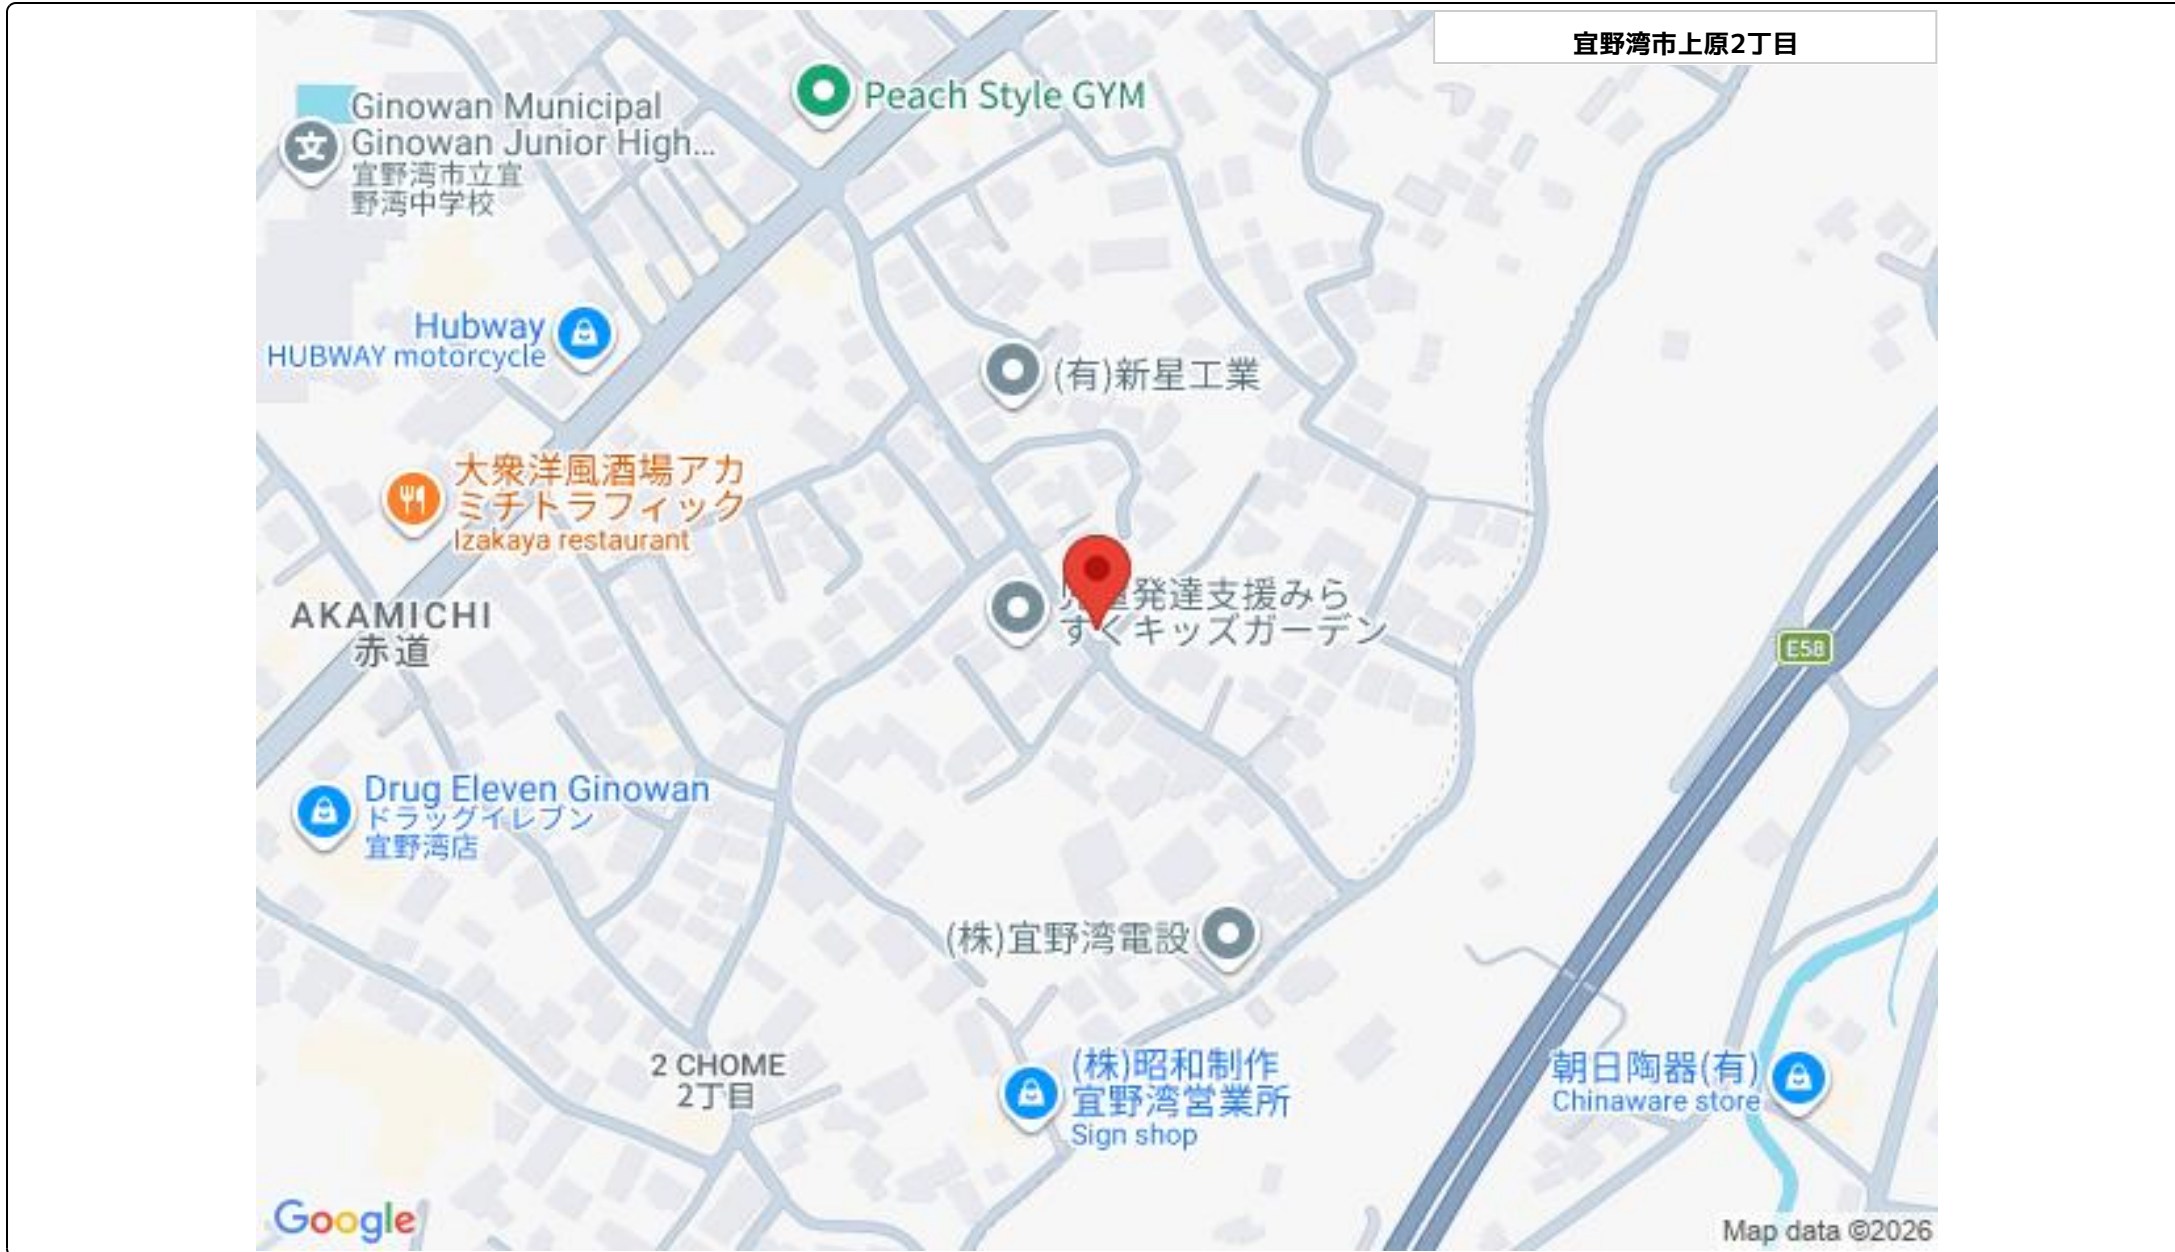 宜野湾市上原2丁目
Peach Style GYM
Ginowan Municipal
Ginowan Junior High...
宜野湾市立宜
野湾中学校
Hubway
HUBWAY motorcycle
(有)新星工業
大衆洋風酒場アカ
ミチトラフィック
Izakaya restaurant
発達支援みら
すくキッズガーデン
AKAMICHI
赤道
E58
Drug Eleven Ginowan
ドラッグイレブン
宜野湾店
(株)宜野湾電設
2 CHOME
2丁目
(株)昭和制作
宜野湾営業所
Sign shop
朝日陶器(有)
Chinaware store
Google
Map data ©2026